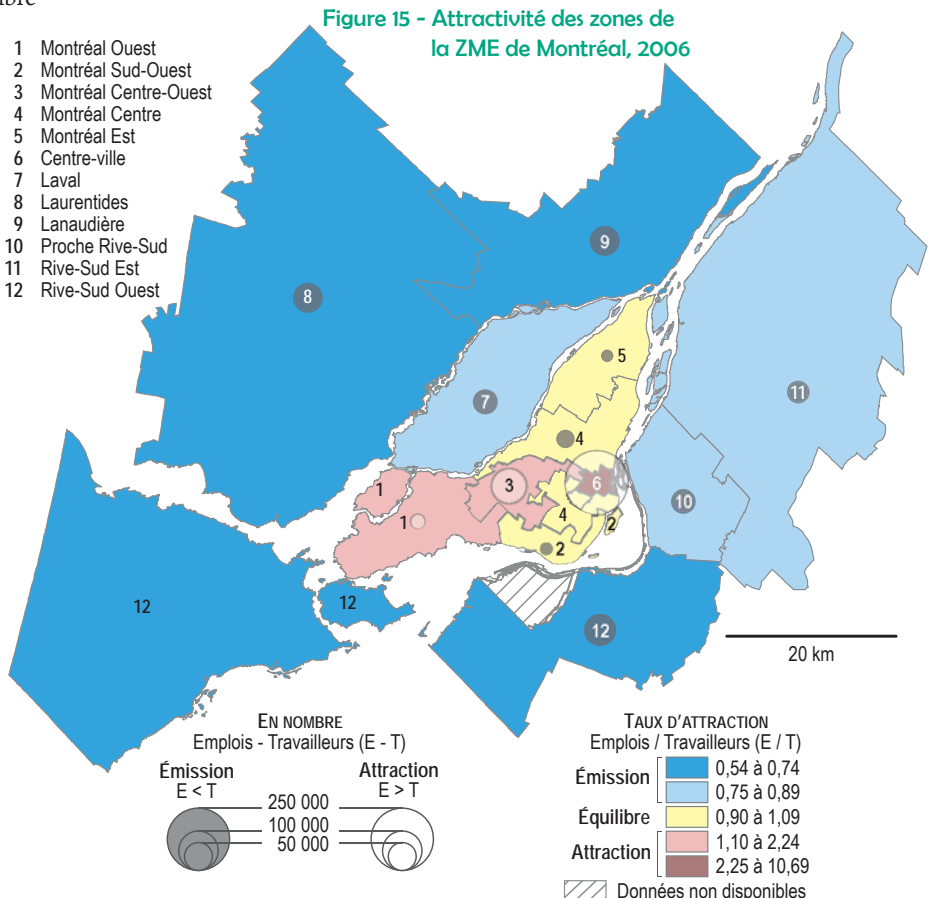 Figure 15 - Attractivité des zones de
la ZME de Montréal, 2006
1 Montréal Ouest
2 Montréal Sud-Ouest
3 Montréal Centre-Ouest
4 Montréal Centre
5 Montréal Est
6 Centre-ville
7 Laval
8 Laurentides
9 Lanaudière
10 Proche Rive-Sud
11 Rive-Sud Est
12 Rive-Sud Ouest
9
8
5
11
7
4
1
3
6
10
1
4
2
2
12
12
12
20 km
EN NOMBRE
Emplois - Travailleurs (E - T)
Émission
E < T
Attraction
E > T
250 000
100 000
50 000
TAUX D'ATTRACTION
Emplois / Travailleurs (E / T)
Émission
0,54 à 0,74
0,75 à 0,89
Équilibre
0,90 à 1,09
Attraction
1,10 à 2,24
2,25 à 10,69
Données non disponibles